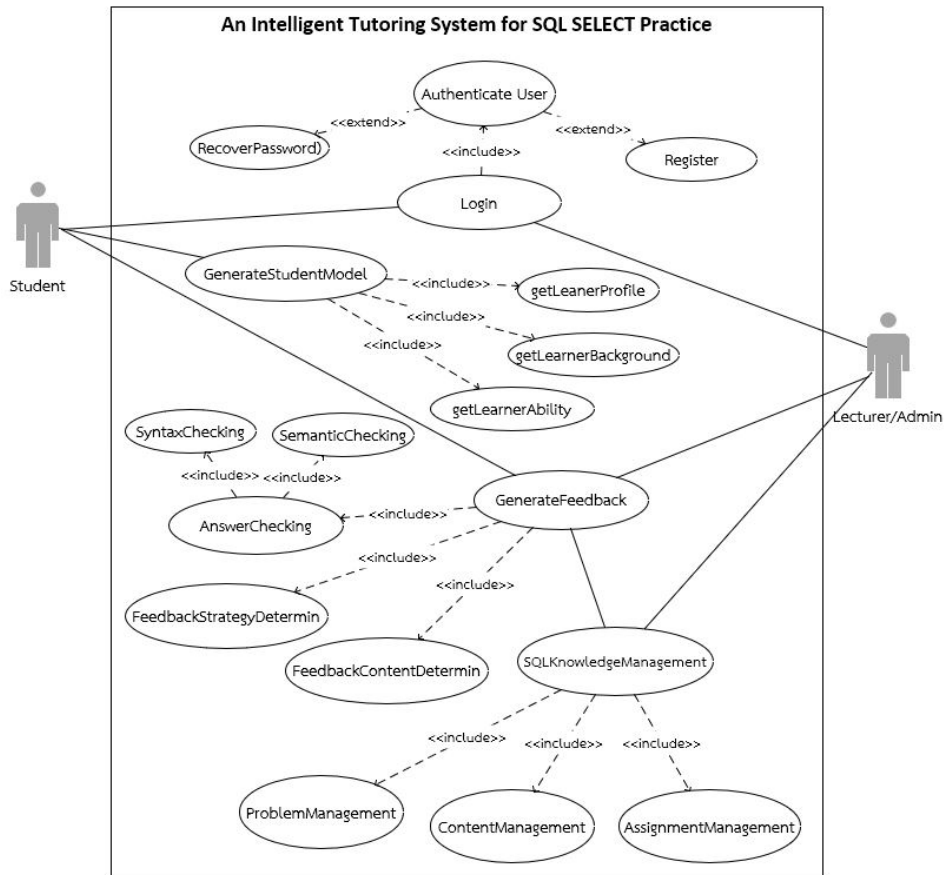 An Intelligent Tutoring System for SQL SELECT Practice
Authenticate User
<<extend>>
<<extend>>
RecoverPassword)
<<include>>
Register
Login
Student
GenerateStudentModel
<<include>>
getLeanerProfile
<<include>>
getLearnerBackground
<<include>>
getLearnerAbility
Lecturer/Admin
SyntaxChecking
SemanticChecking
<<include>>
<<include>>
GenerateFeedback
AnswerChecking
<<include>>
<<include>>
<<include>>
FeedbackStrategyDetermin
FeedbackContentDetermin
SQLKnowledgeManagement
<<include>>
<<include>>
<<include>>
ProblemManagement
ContentManagement
AssignmentManagement